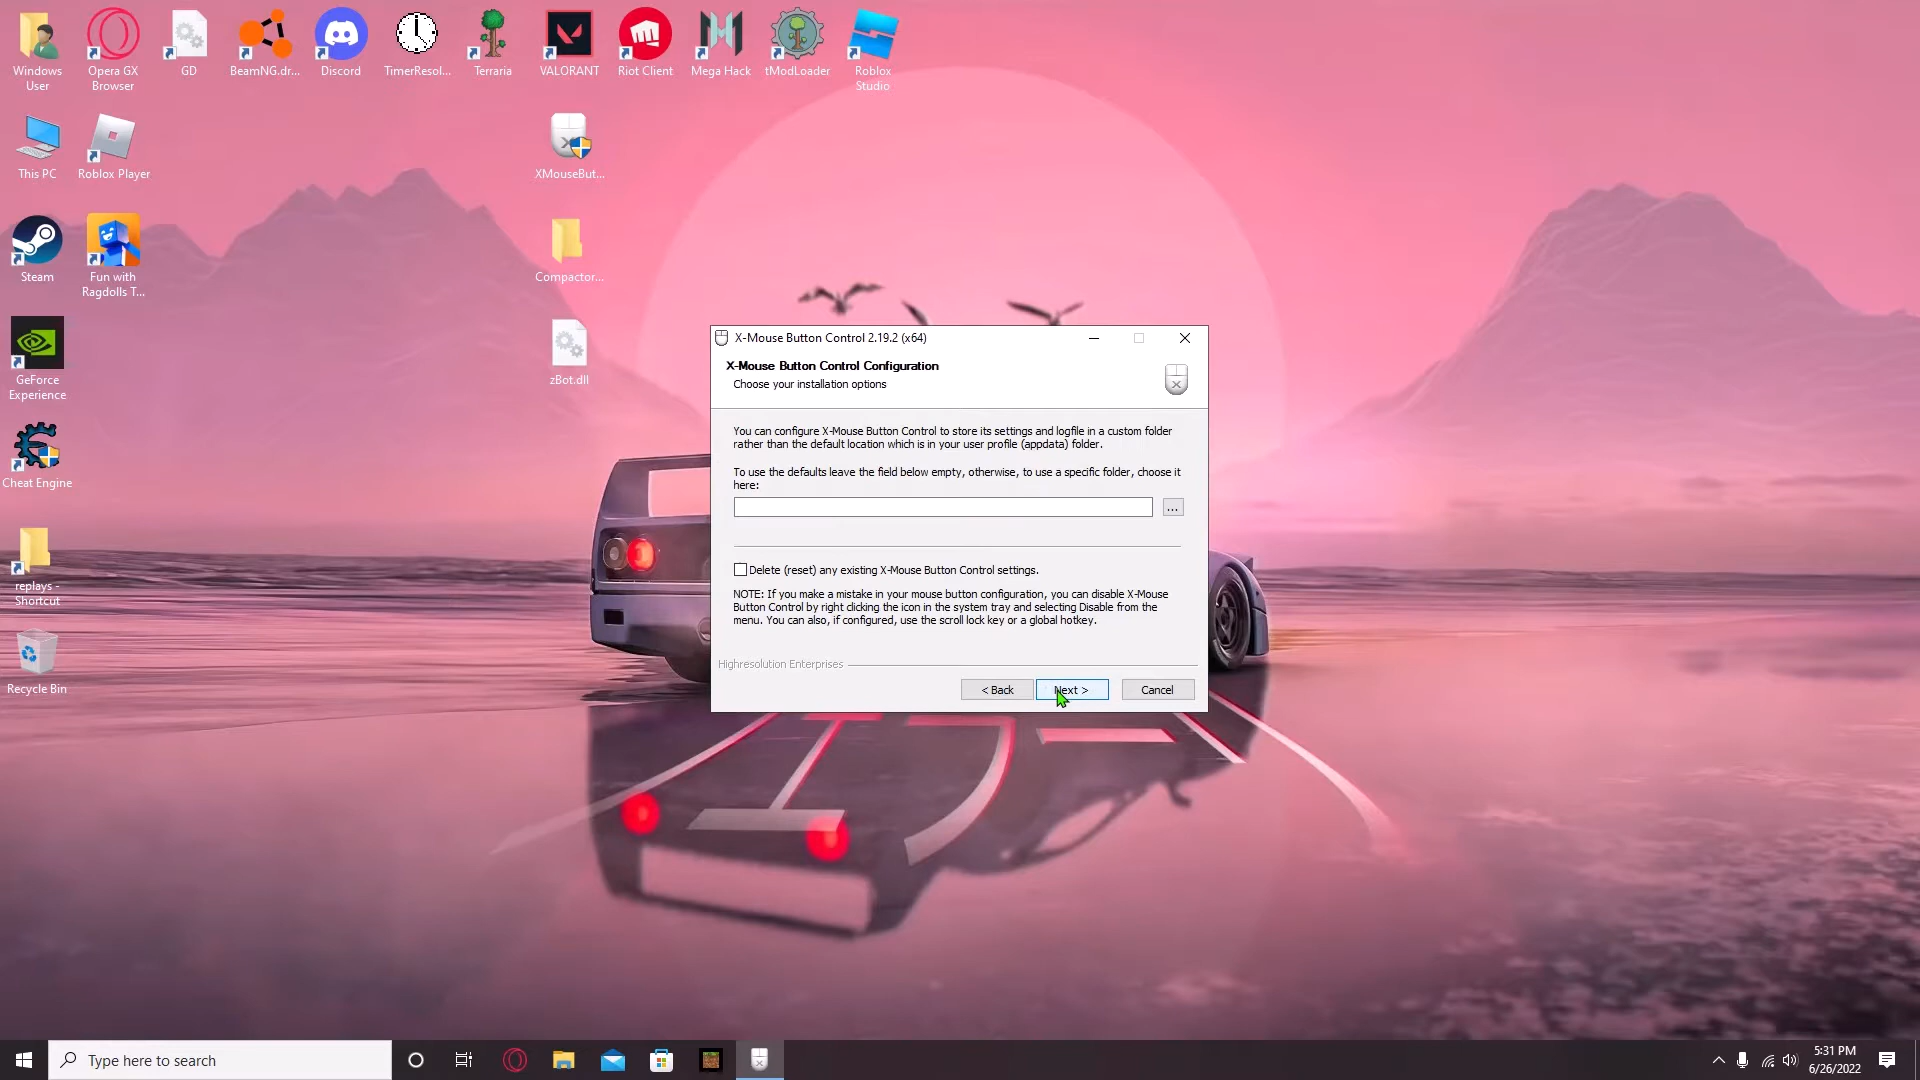 Windows
User
Opera GX
Browser
GD
BeamNG.dr...
Discord
TimerResol...
Terraria
VALORANT
Riot Client
Mega Hack
tModLoader
Roblox
Studio
This PC
Roblox Player
XMouseBut...
Steam
Fun with
Ragdolls T...
Compactor...
GeForce
Experience
zBot.dll
Cheat Engine
replays -
Shortcut
Recycle Bin
X-Mouse Button Control 2.19.2 (x64)
X-Mouse Button Control Configuration
Choose your installation options
You can configure X-Mouse Button Control to store its settings and logfile in a custom folder
rather than the default location which is in your user profile (appdata) folder.
To use the defaults leave the field below empty, otherwise, to use a specific folder, choose it
here:
...
Delete (reset) any existing X-Mouse Button Control settings.
NOTE: If you make a mistake in your mouse button configuration, you can disable X-Mouse
Button Control by right clicking the icon in the system tray and selecting Disable from the
menu. You can also, if configured, use the scroll lock key or a global hotkey.
Highresolution Enterprises
< Back
Next >
Cancel
Type here to search
5:31 PM
6/26/2022